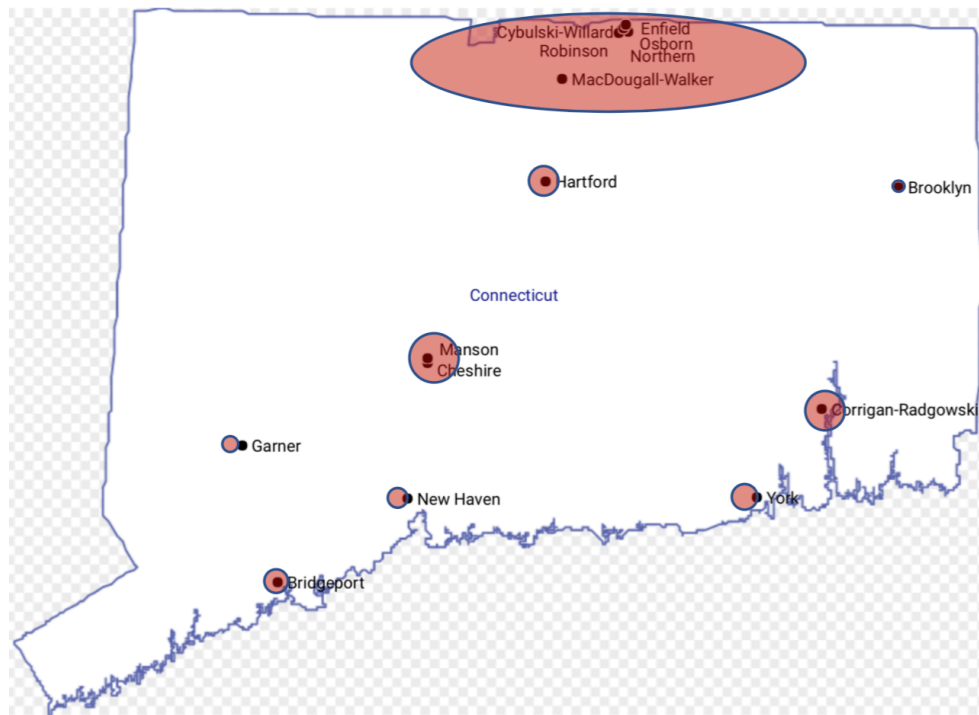 Cybulski-Willard
Enfield
Osborn
Robinson
Northern
MacDougall-Walker
Hartford
Brooklyn
Connecticut
Manson
Cheshire
Corrigan-Radgowski
Garner
New Haven
York
Bridgeport